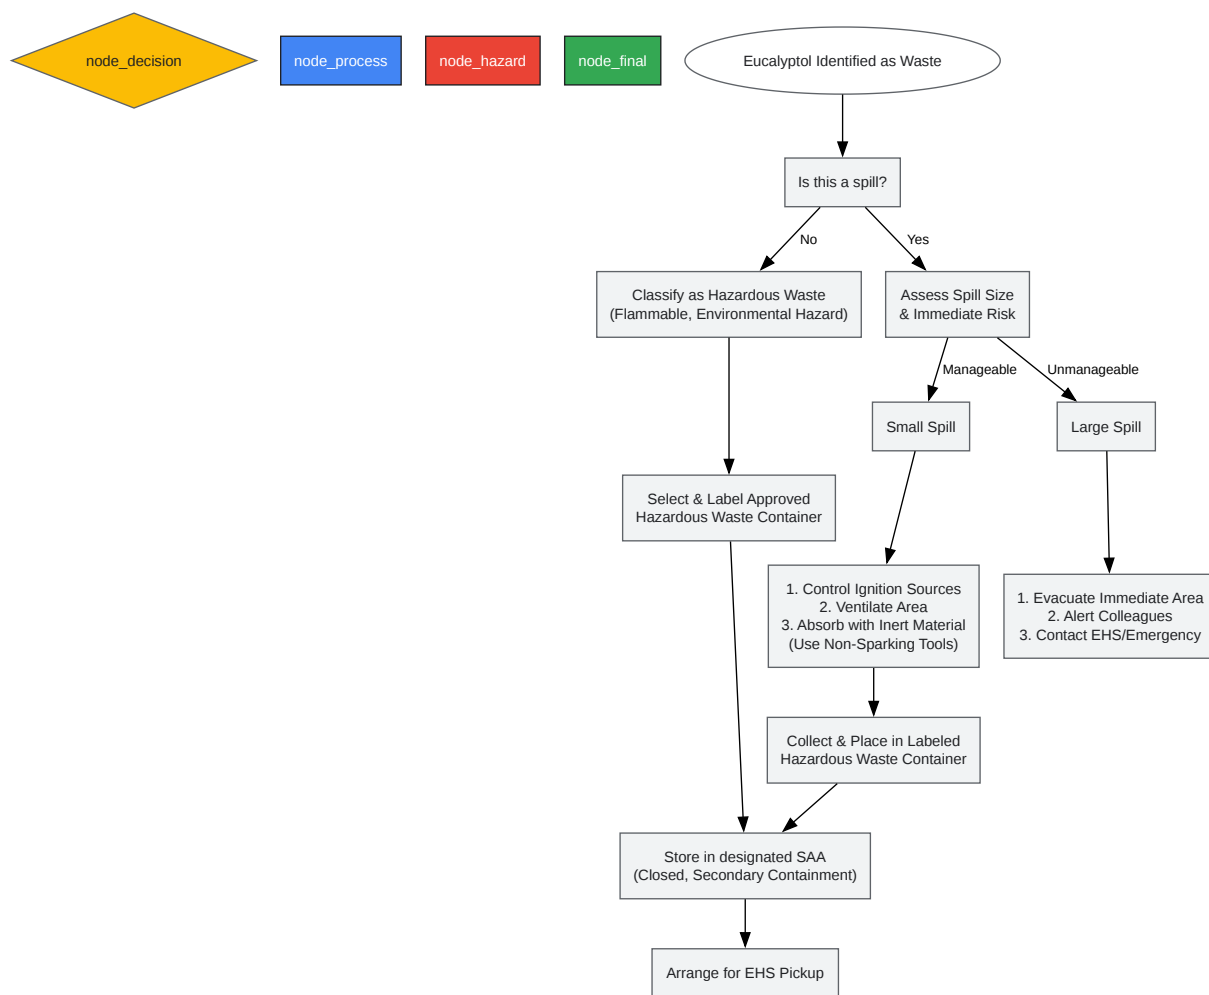 node_decision
node_process
node_hazard
node_final
Eucalyptol Identified as Waste
Is this a spill?
No
Yes
Classify as Hazardous Waste
(Flammable, Environmental Hazard)
Assess Spill Size
& Immediate Risk
Manageable
Unmanageable
Small Spill
Large Spill
Select & Label Approved
Hazardous Waste Container
1. Control Ignition Sources
2. Ventilate Area
3. Absorb with Inert Material
(Use Non-Sparking Tools)
1. Evacuate Immediate Area
2. Alert Colleagues
3. Contact EHS/Emergency
Collect & Place in Labeled
Hazardous Waste Container
Store in designated SAA
(Closed, Secondary Containment)
Arrange for EHS Pickup